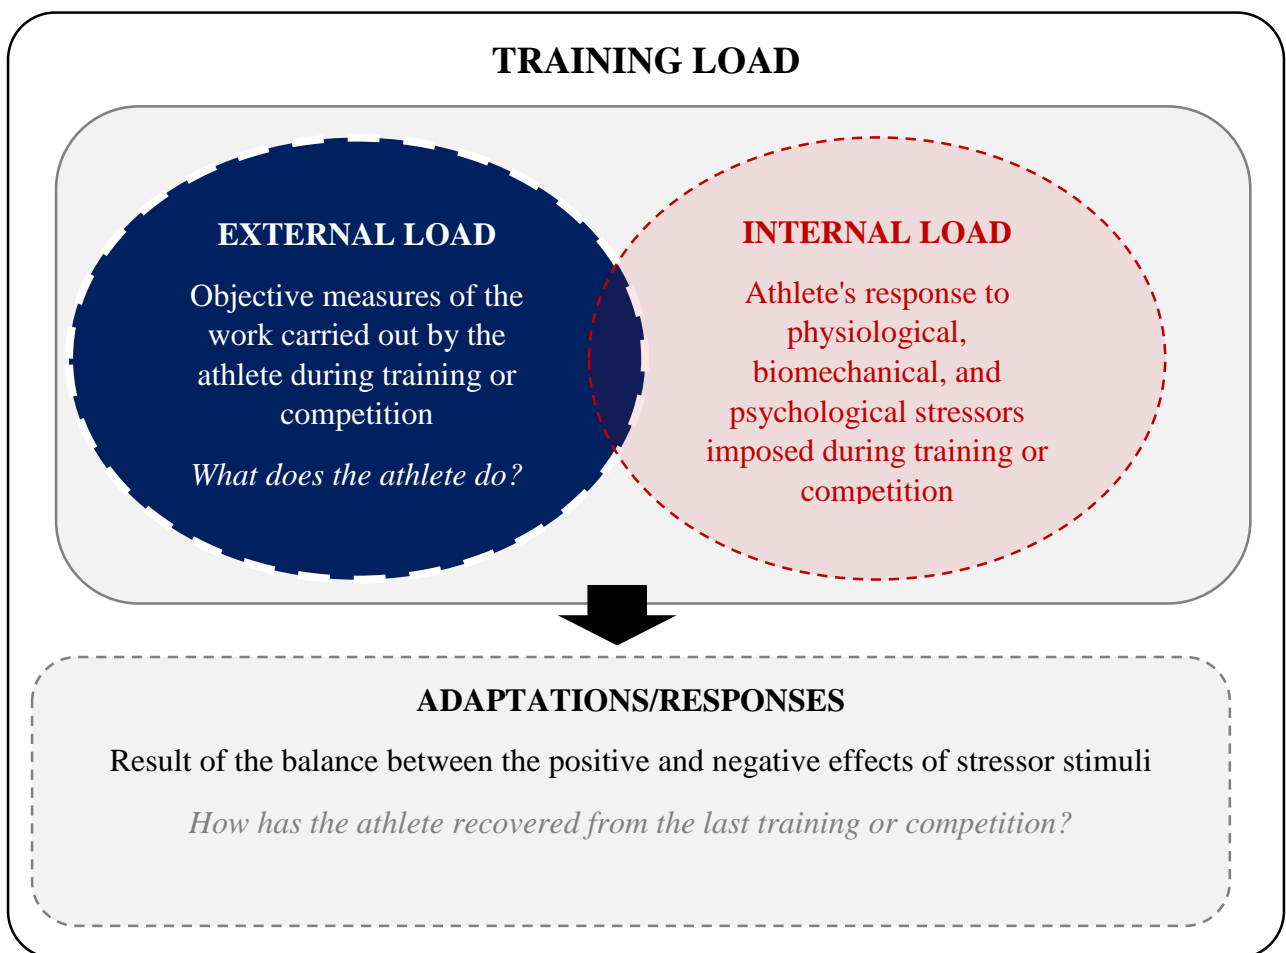 TRAINING LOAD
EXTERNAL LOAD
Objective measures of the
work carried out by the
athlete during training or
competition
What does the athlete do?
INTERNAL LOAD
Athlete's response to
physiological,
biomechanical, and
psychological stressors
imposed during training or
competition
ADAPTATIONS/RESPONSES
Result of the balance between the positive and negative effects of stressor stimuli
How has the athlete recovered from the last training or competition?